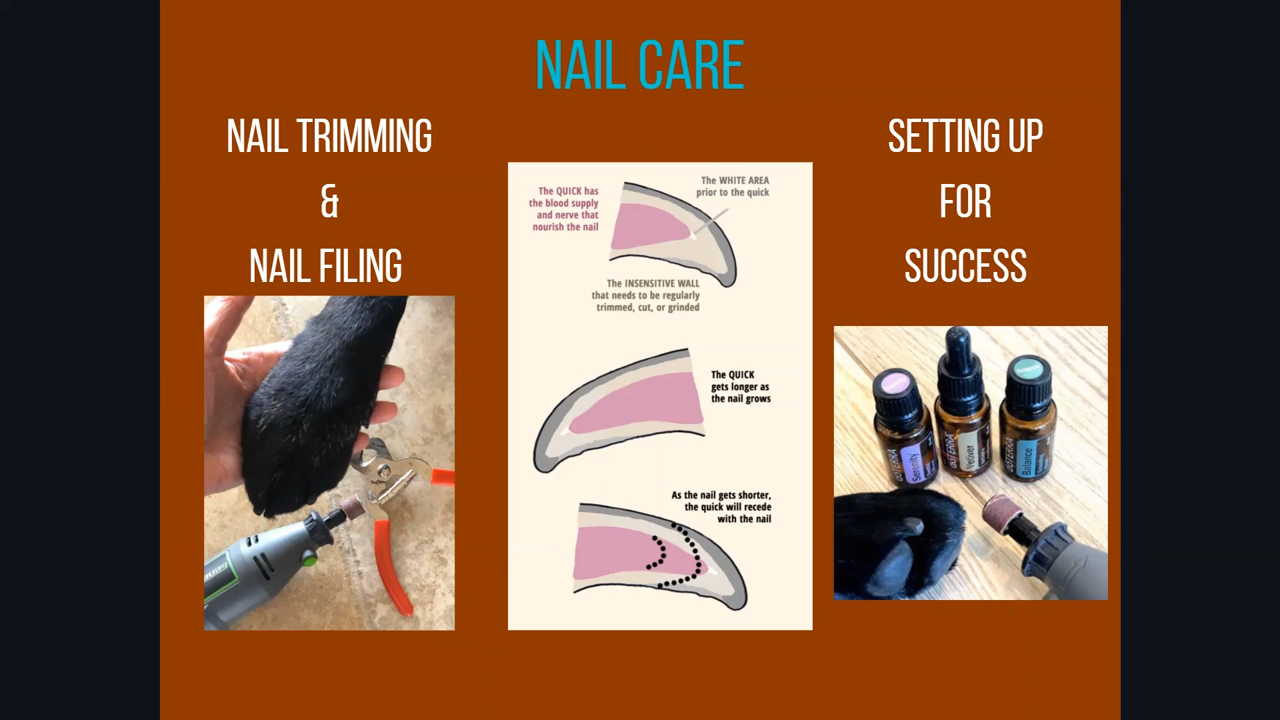 NAIL CARE
NAIL TRIMMING
&
NAIL FILING
The QUICK has
the blood supply
and nerve that
nourish the nail
The WHITE AREA
prior to the quick
The INSENSITIVE WALL
that needs to be regularly
trimmed, cut, or grinded
The QUICK
gets longer as
the nail grows
As the nail gets shorter,
the quick will recede
with the nail
SETTING UP
FOR
SUCCESS
dōTERRA
Serenity
dōTERRA
Vetiver
dōTERRA
Balance